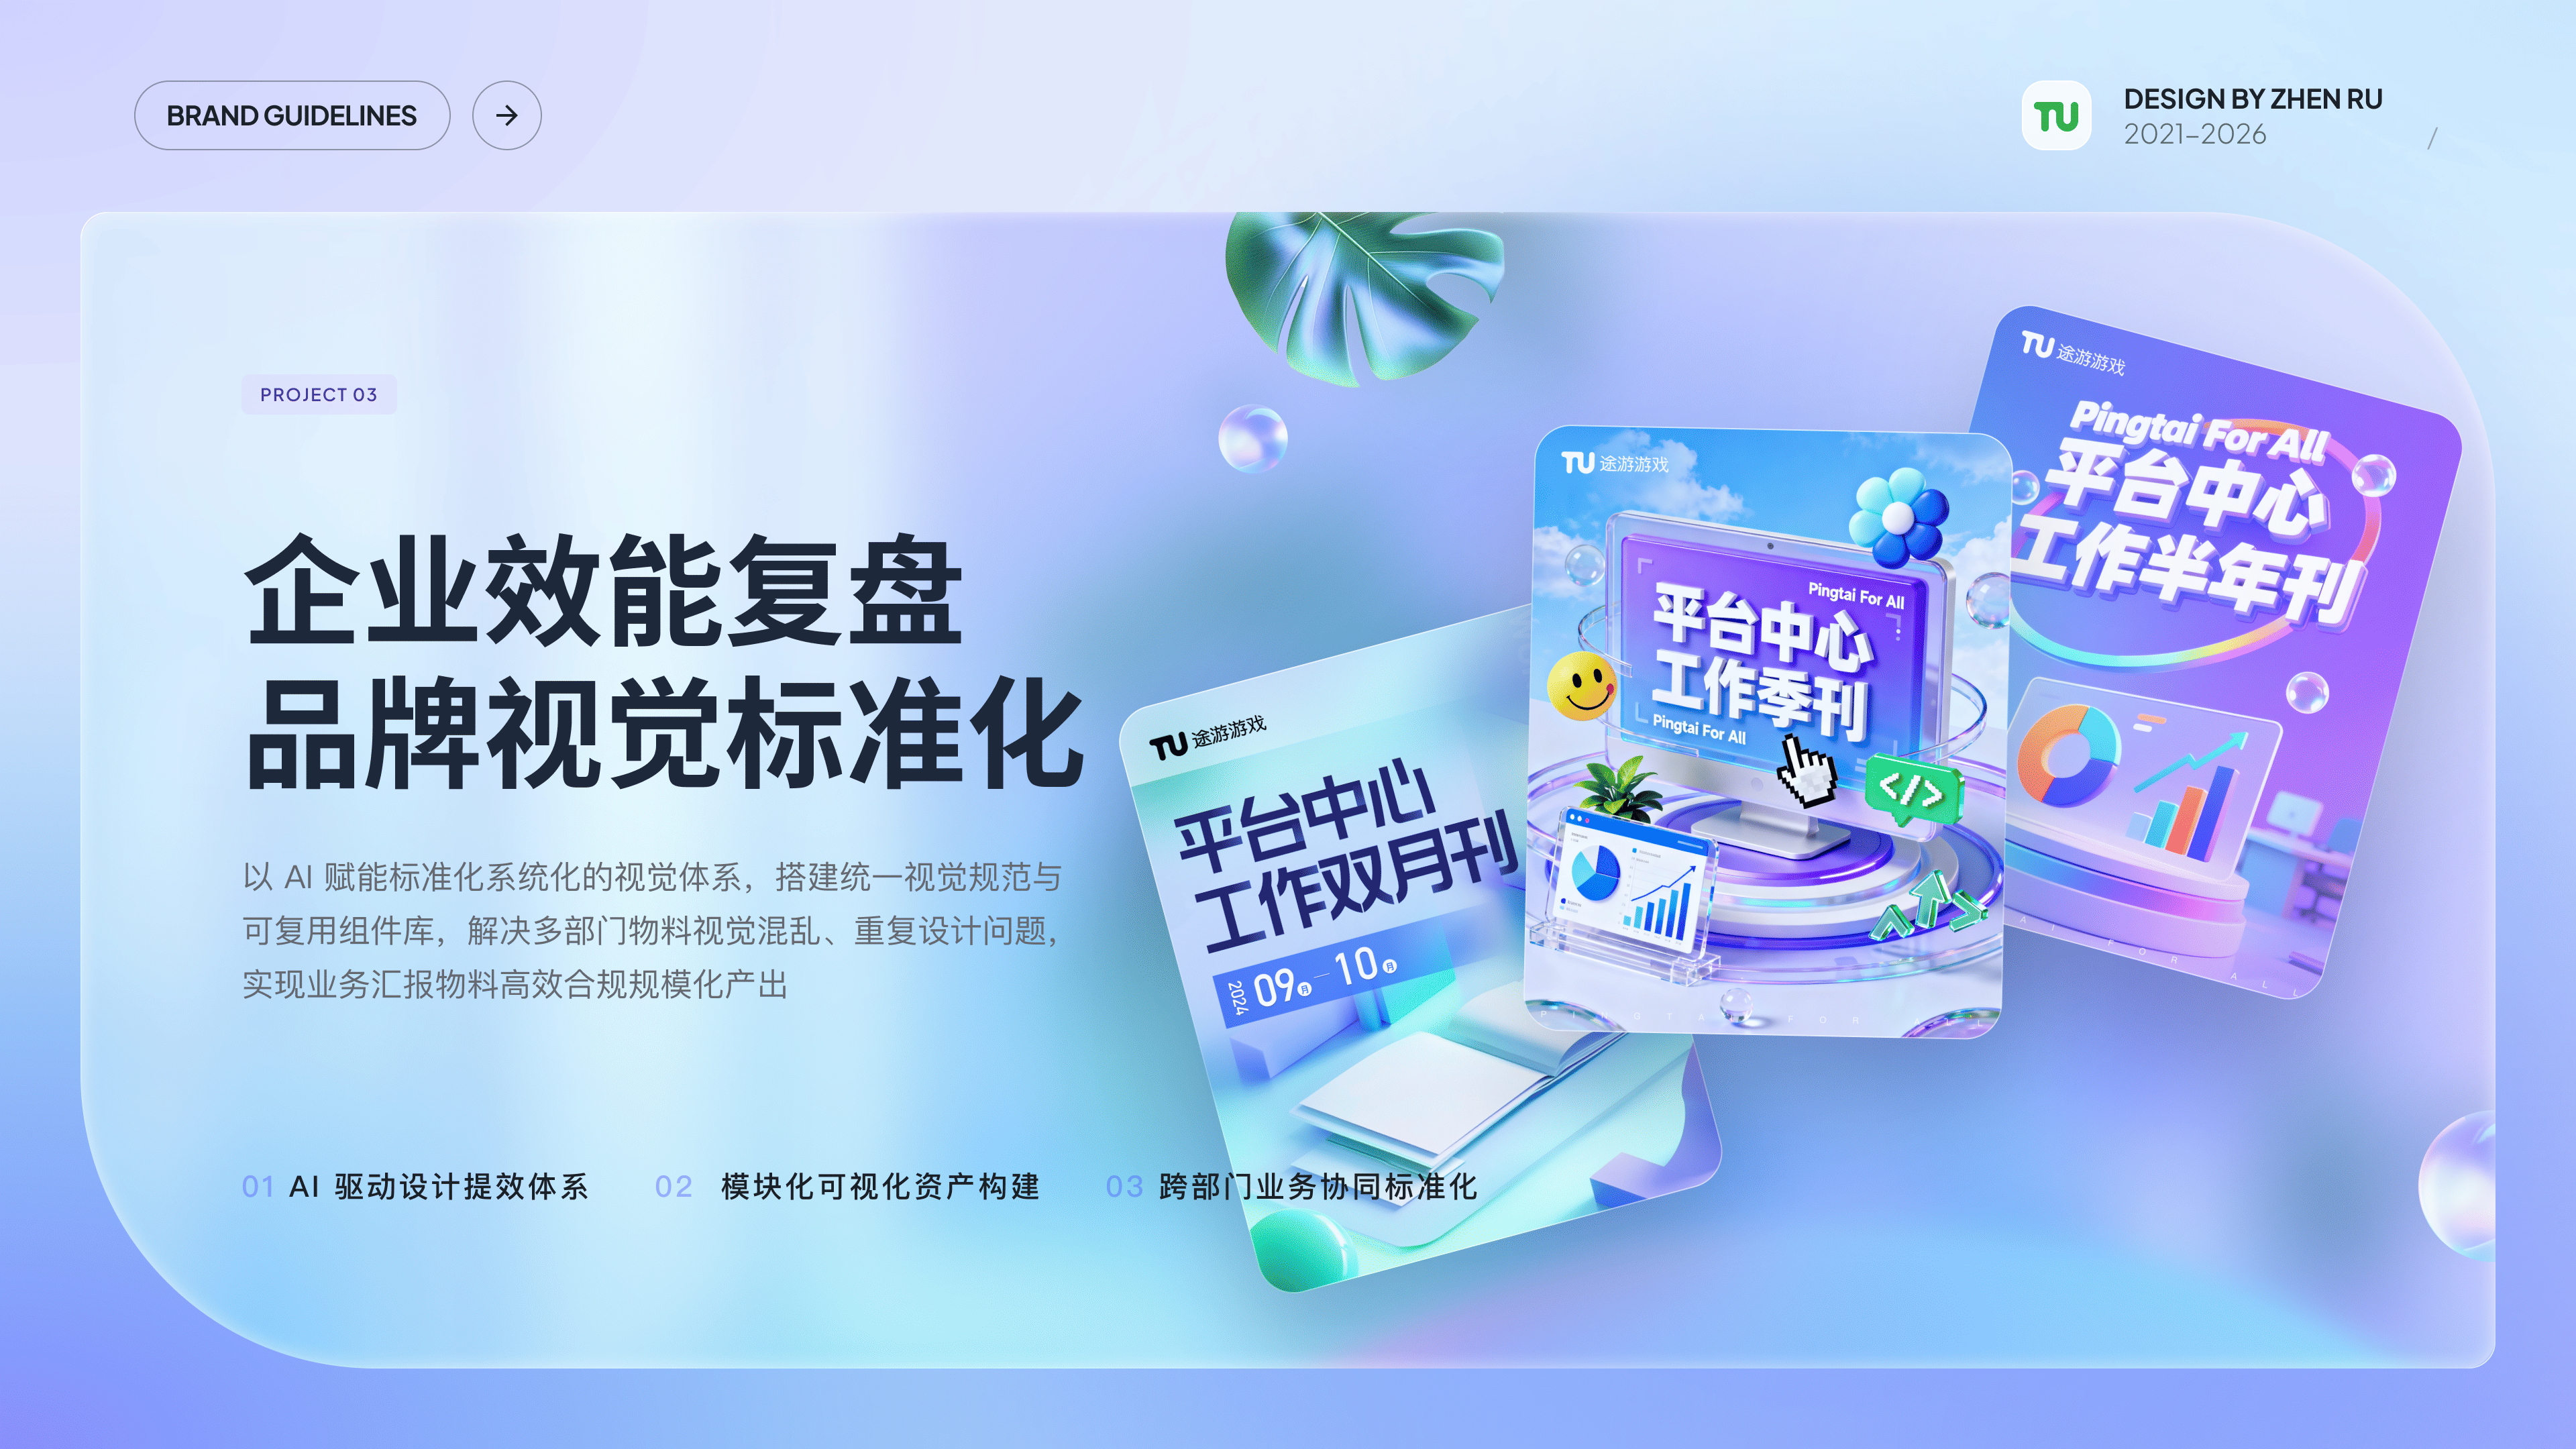 BRAND GUIDELINES
TU
DESIGN BY ZHEN RU
2021–2026
/
PROJECT 03
企业效能复盘
品牌视觉标准化
以 AI 赋能标准化系统化的视觉体系，搭建统一视觉规范与
可复用组件库，解决多部门物料视觉混乱、重复设计问题，
实现业务汇报物料高效合规规模化产出
01 AI 驱动设计提效体系
02 模块化可视化资产构建
03 跨部门业务协同标准化
TU 途游游戏
平台中心
工作双月刊
2024 09月—10月
TU 途游游戏
Pingtai For All
平台中心
工作季刊
Pingtai For All
</>
PINGTAI FOR ALL
TU 途游游戏
Pingtai For All
平台中心
工作半年刊
AI FOR ALL